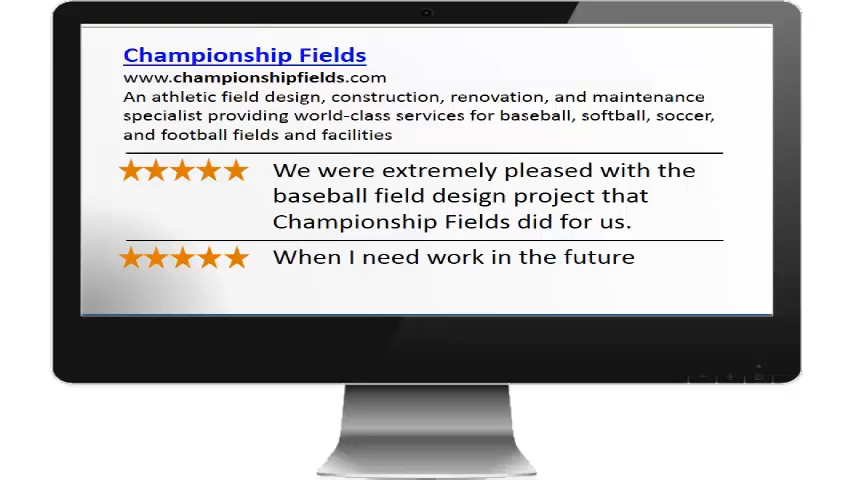 Championship Fields
www.championshipfields.com
An athletic field design, construction, renovation, and maintenance
specialist providing world-class services for baseball, softball, soccer,
and football fields and facilities
We were extremely pleased with the
baseball field design project that
Championship Fields did for us.
When I need work in the future